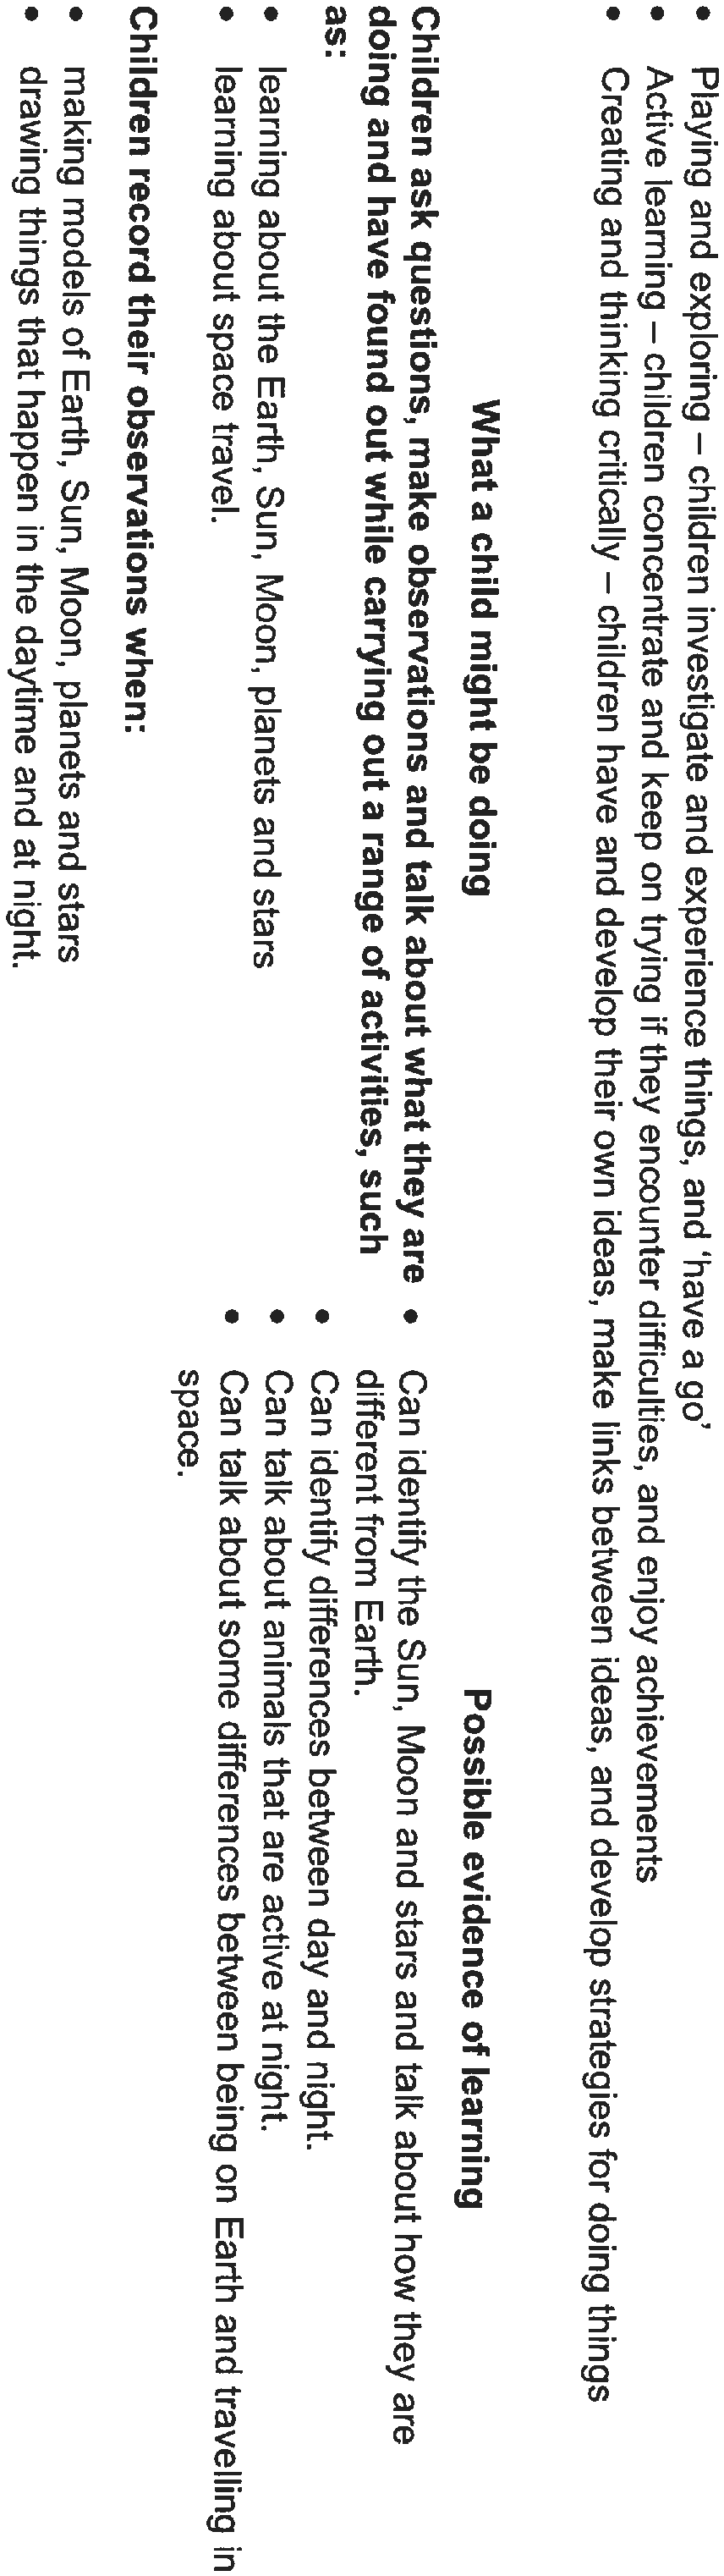 • Playing and exploring – children investigate and experience things, and ‘have a go’
• Active learning – children concentrate and keep on trying if they encounter difficulties, and enjoy achievements
• Creating and thinking critically – children have and develop their own ideas, make links between ideas, and develop strategies for doing things
What a child might be doing
Children ask questions, make observations and talk about what they are
doing and have found out while carrying out a range of activities, such
as:
• learning about the Earth, Sun, Moon, planets and stars
• learning about space travel.
Children record their observations when:
• making models of Earth, Sun, Moon, planets and stars
• drawing things that happen in the daytime and at night.
Possible evidence of learning
• Can identify the Sun, Moon and stars and talk about how they are
different from Earth.
• Can identify differences between day and night.
• Can talk about animals that are active at night.
• Can talk about some differences between being on Earth and travelling in
space.